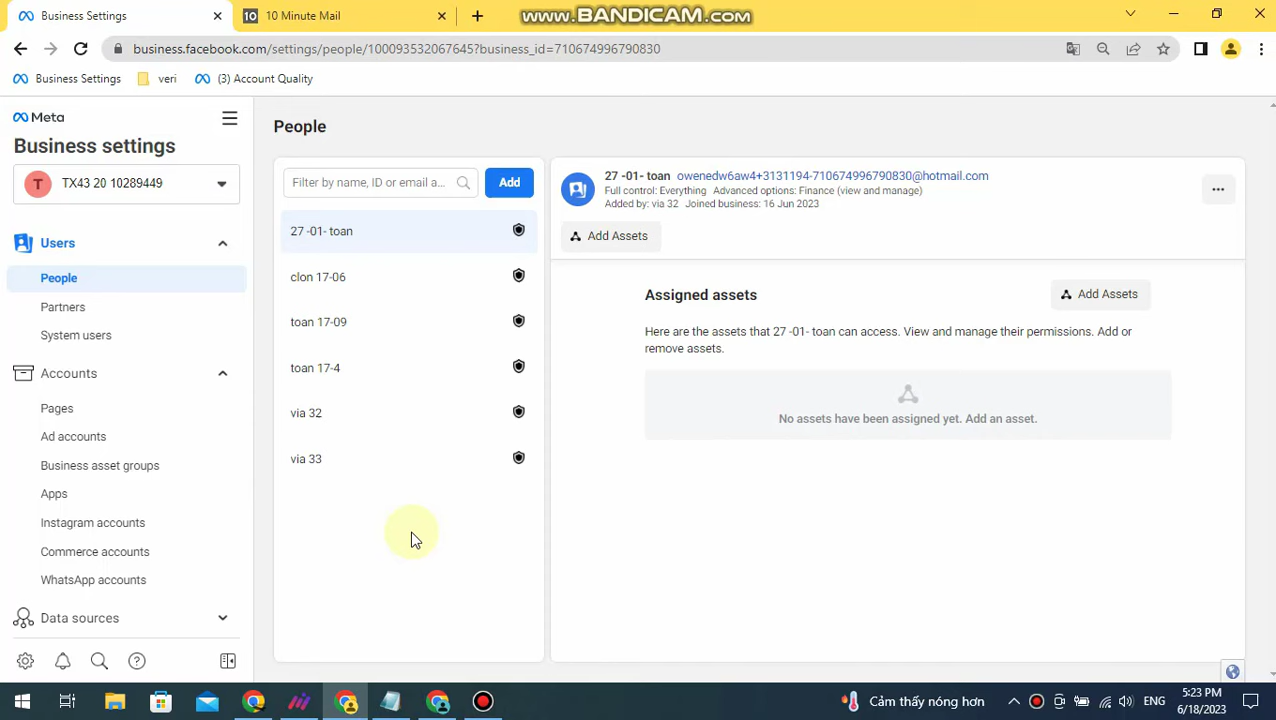 Business Settings
10 Minute Mail
www.BANDICAM.com
business.facebook.com/settings/people/100093532067645?business_id=710674996790830
Business Settings
veri
(3) Account Quality
Meta
Business settings
T
TX43 20 10289449
Users
People
Partners
System users
Accounts
Pages
Ad accounts
Business asset groups
Apps
Instagram accounts
Commerce accounts
WhatsApp accounts
Data sources
People
Filter by name, ID or email a...
Add
27 -01- toan
clon 17-06
toan 17-09
toan 17-4
via 32
via 33
27 -01- toan owenedw6aw4+3131194-710674996790830@hotmail.com
Full control: Everything Advanced options: Finance (view and manage)
Added by: via 32 Joined business: 16 Jun 2023
Add Assets
Assigned assets
Add Assets
Here are the assets that 27 -01- toan can access. View and manage their permissions. Add or
remove assets.
No assets have been assigned yet. Add an asset.
Cảm thấy nóng hơn
ENG
5:23 PM
6/18/2023